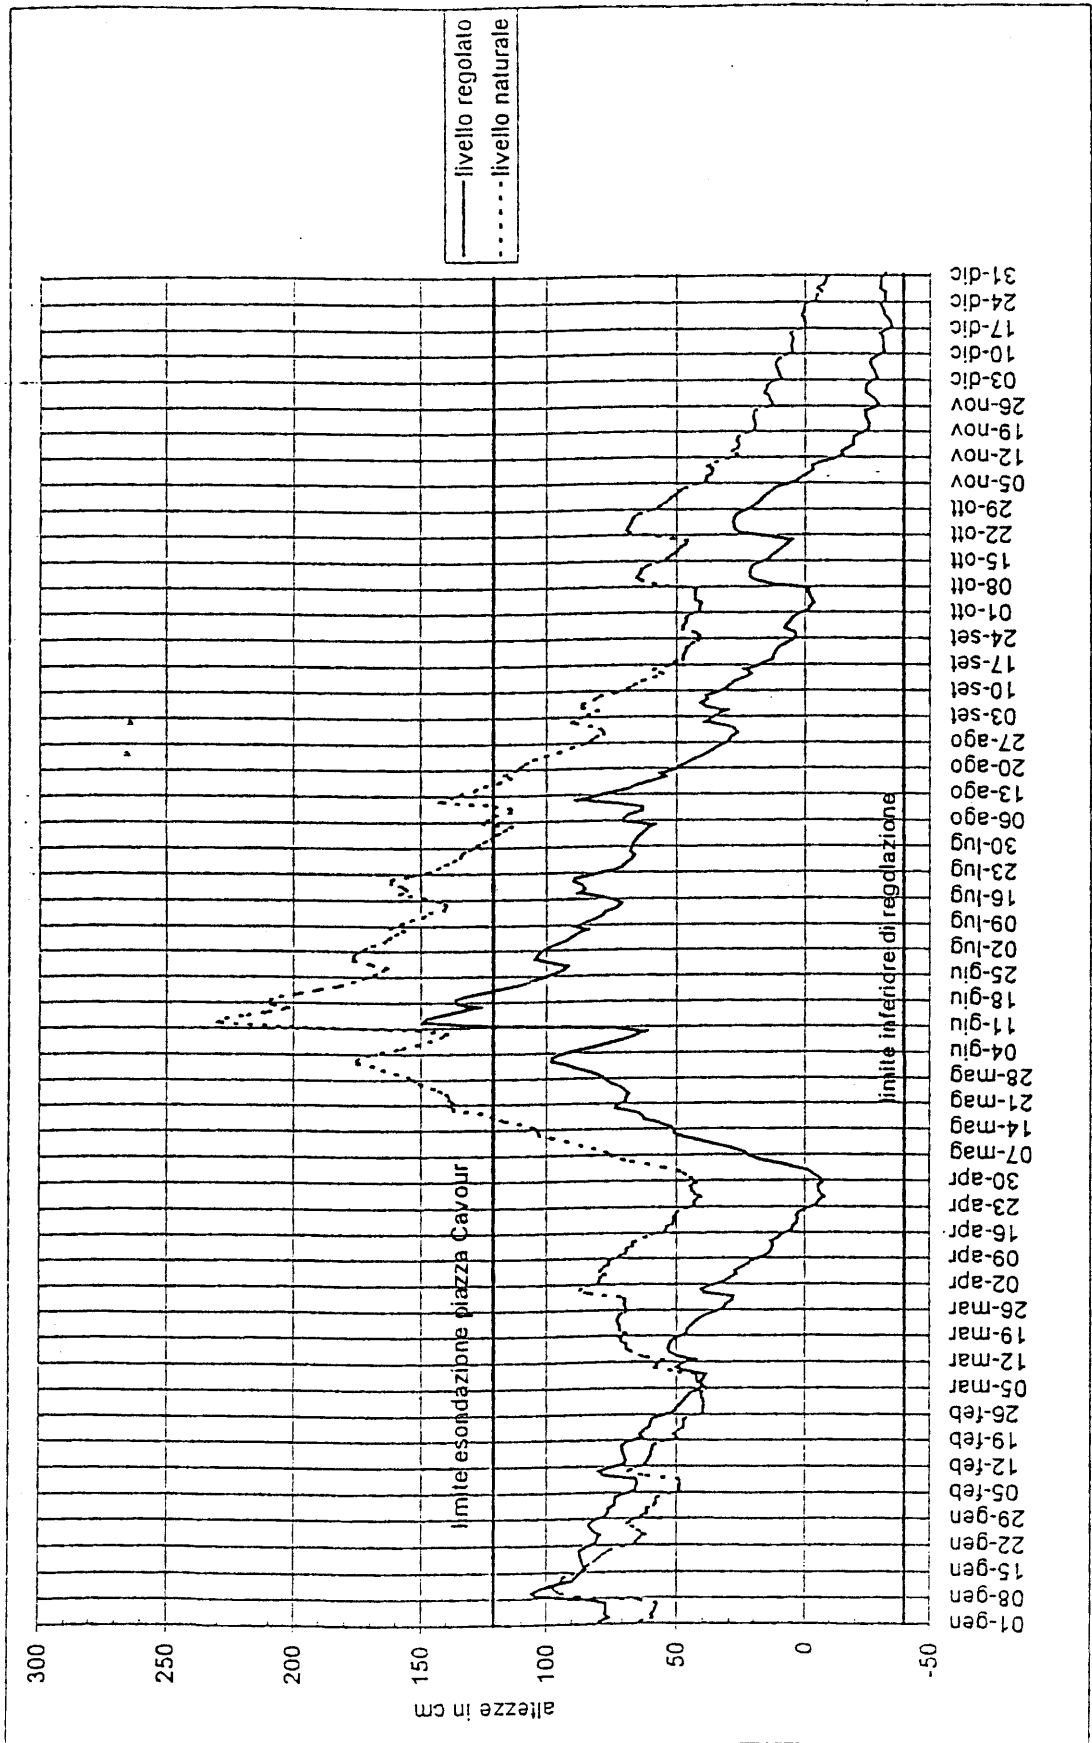 livello regolato
livello naturale
300
250
200
150
100
50
0
-50
altezze in cm
limite esondazione piazza Cavour
limite inferiore di regolazione
01-gen
08-gen
15-gen
22-gen
29-gen
05-feb
12-feb
19-feb
26-feb
05-mar
12-mar
19-mar
26-mar
02-apr
09-apr
16-apr
23-apr
30-apr
07-mag
14-mag
21-mag
28-mag
04-giu
11-giu
18-giu
25-giu
02-lug
09-lug
16-lug
23-lug
30-lug
06-ago
13-ago
20-ago
27-ago
03-set
10-set
17-set
24-set
01-ott
08-ott
15-ott
22-ott
29-ott
05-nov
12-nov
19-nov
26-nov
03-dic
10-dic
17-dic
24-dic
31-dic